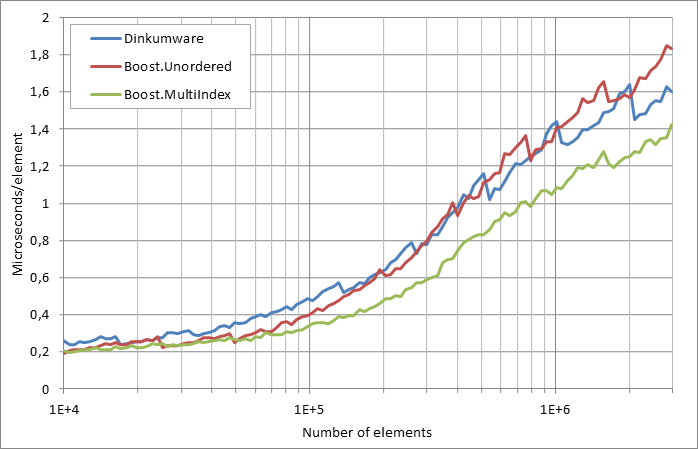 2
1,8
1,6
1,4
1,2
1
0,8
0,6
0,4
0,2
0
Microseconds/element
Dinkumware
Boost.Unordered
Boost.MultiIndex
1E+4
1E+5
1E+6
Number of elements